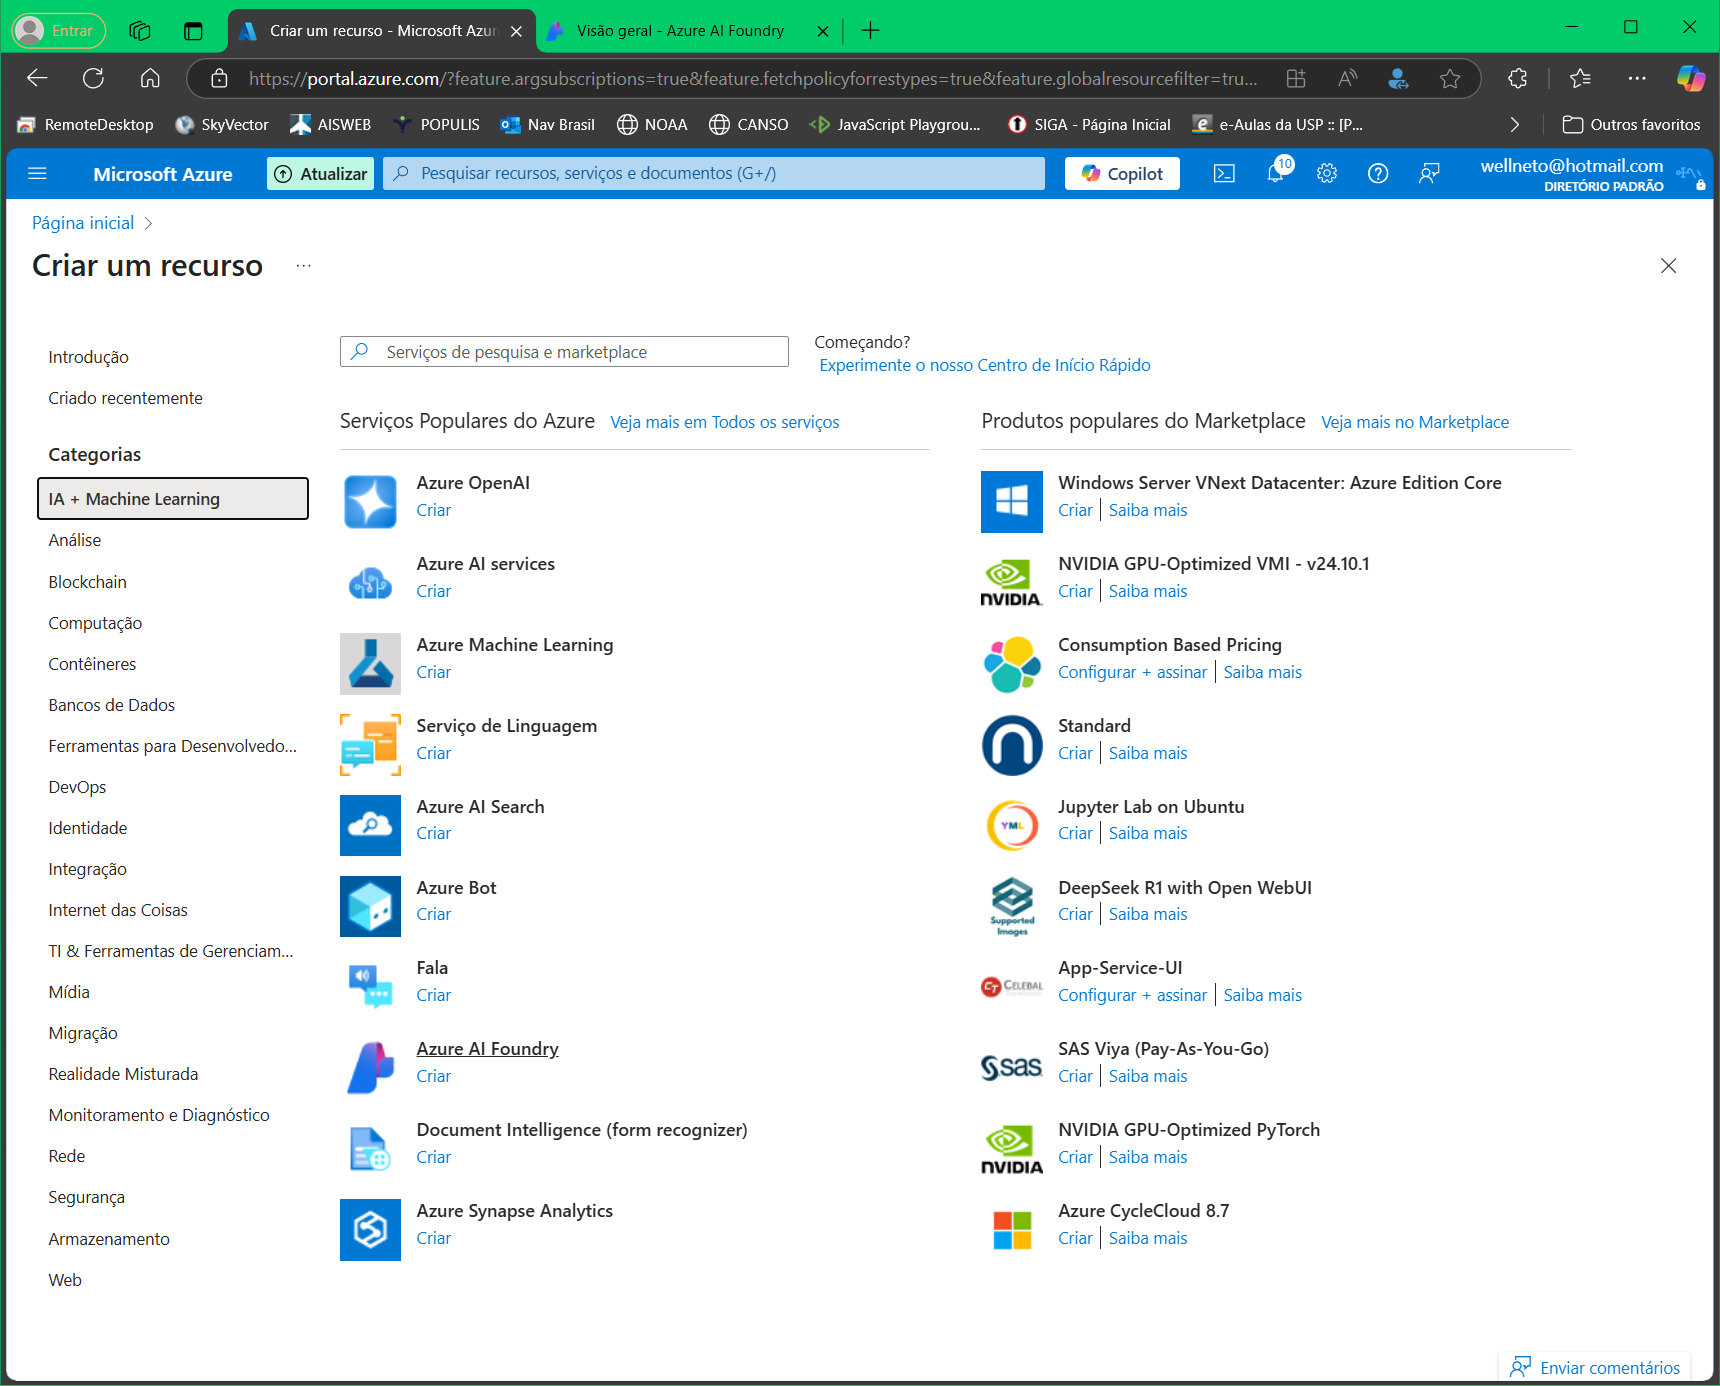 Entrar
Criar um recurso - Microsoft Azur
Visão geral - Azure AI Foundry
https://portal.azure.com/?feature.argsubscriptions=true&feature.fetchpolicyforrestypes=true&feature.globalresourcefilter=tru...
RemoteDesktop
SkyVector
AISWEB
POPULIS
Nav Brasil
NOAA
CANSO
JavaScript Playgrou...
SIGA - Página Inicial
e-Aulas da USP :: [P...
Outros favoritos
Microsoft Azure
Atualizar
Pesquisar recursos, serviços e documentos (G+/)
Copilot
10
wellneto@hotmail.com
DIRETÓRIO PADRÃO
Página inicial
Criar um recurso
Introdução
Criado recentemente
Categorias
IA + Machine Learning
Análise
Blockchain
Computação
Contêineres
Bancos de Dados
Ferramentas para Desenvolvedo...
DevOps
Identidade
Integração
Internet das Coisas
TI & Ferramentas de Gerenciam...
Mídia
Migração
Realidade Misturada
Monitoramento e Diagnóstico
Rede
Segurança
Armazenamento
Web
Serviços de pesquisa e marketplace
Começando?
Experimente o nosso Centro de Início Rápido
Serviços Populares do Azure
Veja mais em Todos os serviços
Azure OpenAI
Criar
Azure AI services
Criar
Azure Machine Learning
Criar
Serviço de Linguagem
Criar
Azure AI Search
Criar
Azure Bot
Criar
Fala
Criar
Azure AI Foundry
Criar
Document Intelligence (form recognizer)
Criar
Azure Synapse Analytics
Criar
Produtos populares do Marketplace
Veja mais no Marketplace
Windows Server VNext Datacenter: Azure Edition Core
Criar | Saiba mais
NVIDIA
NVIDIA GPU-Optimized VMI - v24.10.1
Criar | Saiba mais
Consumption Based Pricing
Configurar + assinar | Saiba mais
Standard
Criar | Saiba mais
YML
Jupyter Lab on Ubuntu
Criar | Saiba mais
Supported
Images
DeepSeek R1 with Open WebUI
Criar | Saiba mais
CT CELEBAL
App-Service-UI
Configurar + assinar | Saiba mais
sas
SAS Viya (Pay-As-You-Go)
Criar | Saiba mais
NVIDIA
NVIDIA GPU-Optimized PyTorch
Criar | Saiba mais
Azure CycleCloud 8.7
Criar | Saiba mais
Enviar comentários